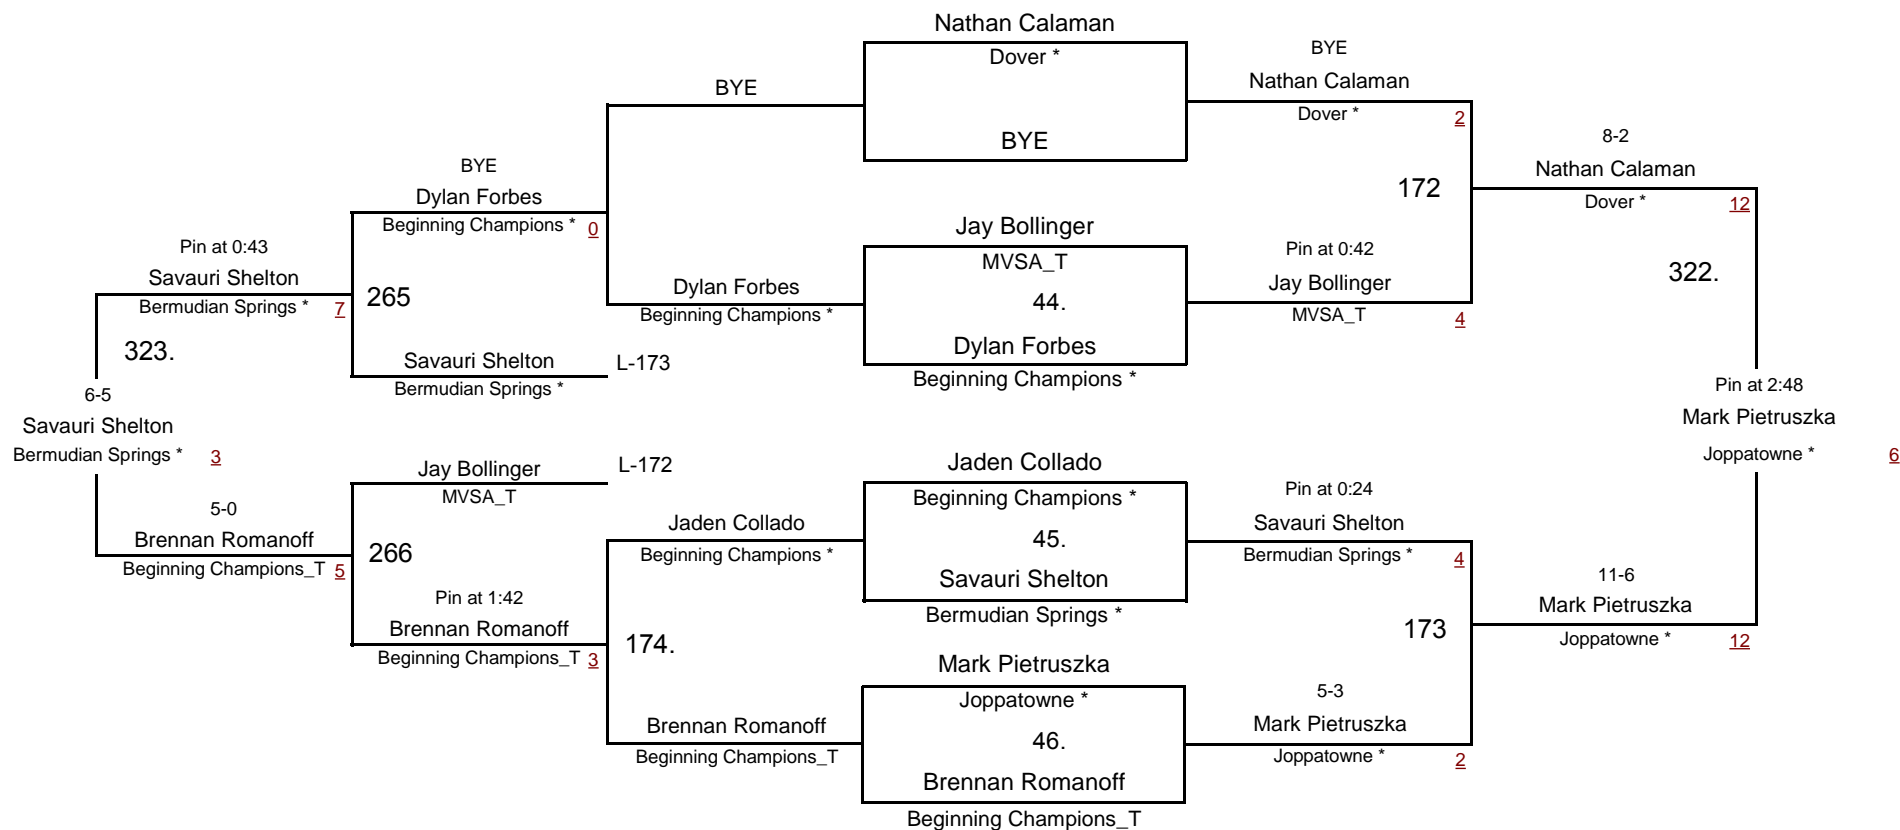 Nathan Calaman
Dover *
BYE
BYE
Nathan Calaman
Dover *
2
BYE
172
8-2
Nathan Calaman
Dover *
12
BYE
Dylan Forbes
Beginning Champions *
0
Jay Bollinger
MVSA_T
44.
Dylan Forbes
Beginning Champions *
Pin at 0:42
Jay Bollinger
MVSA_T
4
322.
Pin at 0:43
Savauri Shelton
Bermudian Springs *
7
265
Dylan Forbes
Beginning Champions *
323.
Savauri Shelton
Bermudian Springs *
L-173
6-5
Savauri Shelton
Bermudian Springs *
3
Pin at 2:48
Mark Pietruszka
Joppatowne *
6
Jay Bollinger
MVSA_T
L-172
Jaden Collado
Beginning Champions *
45.
Savauri Shelton
Bermudian Springs *
Pin at 0:24
Savauri Shelton
Bermudian Springs *
4
5-0
Brennan Romanoff
Beginning Champions_T
5
266
Jaden Collado
Beginning Champions *
173
11-6
Mark Pietruszka
Joppatowne *
12
Pin at 1:42
Brennan Romanoff
Beginning Champions_T
3
174.
Mark Pietruszka
Joppatowne *
46.
Brennan Romanoff
Beginning Champions_T
5-3
Mark Pietruszka
Joppatowne *
2
Brennan Romanoff
Beginning Champions_T